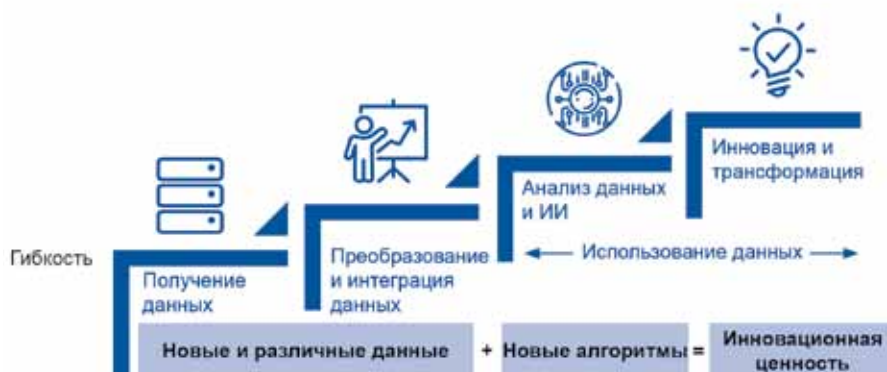 Инновация и
трансформация
Анализ данных
и ИИ
Использование данных
Гибкость
Преобразование
и интеграция
данных
Получение
данных
Новые и различные данные + Новые алгоритмы = Инновационная
ценность